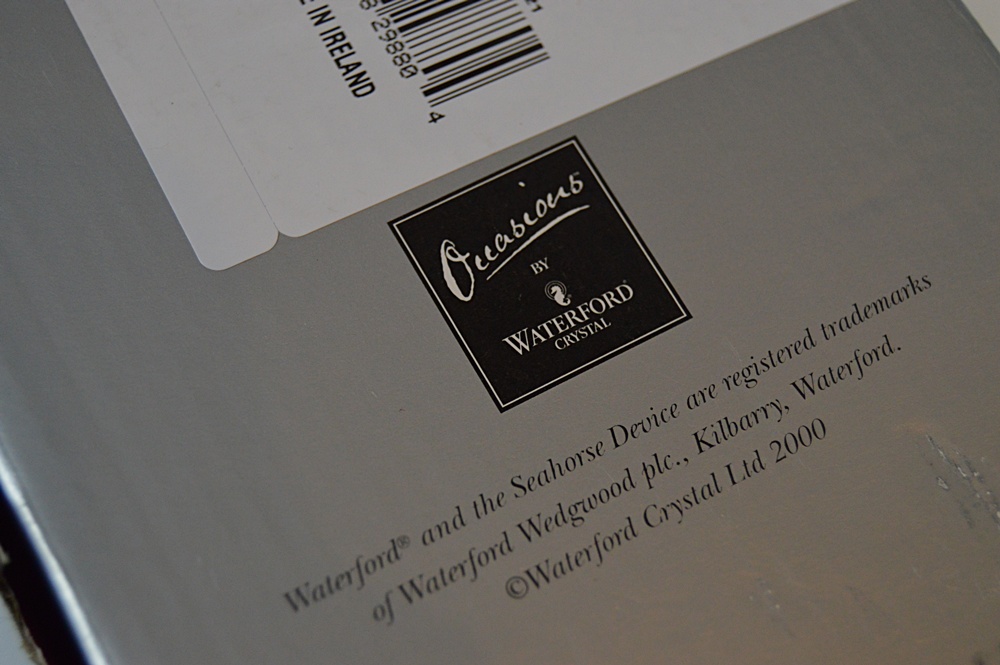 IN IRELAND
29880
4
Occasions
BY
WATERFORD
CRYSTAL
Waterford® and the Seahorse Device are registered trademarks
of Waterford Wedgwood plc., Kilbarry, Waterford.
©Waterford Crystal Ltd 2000